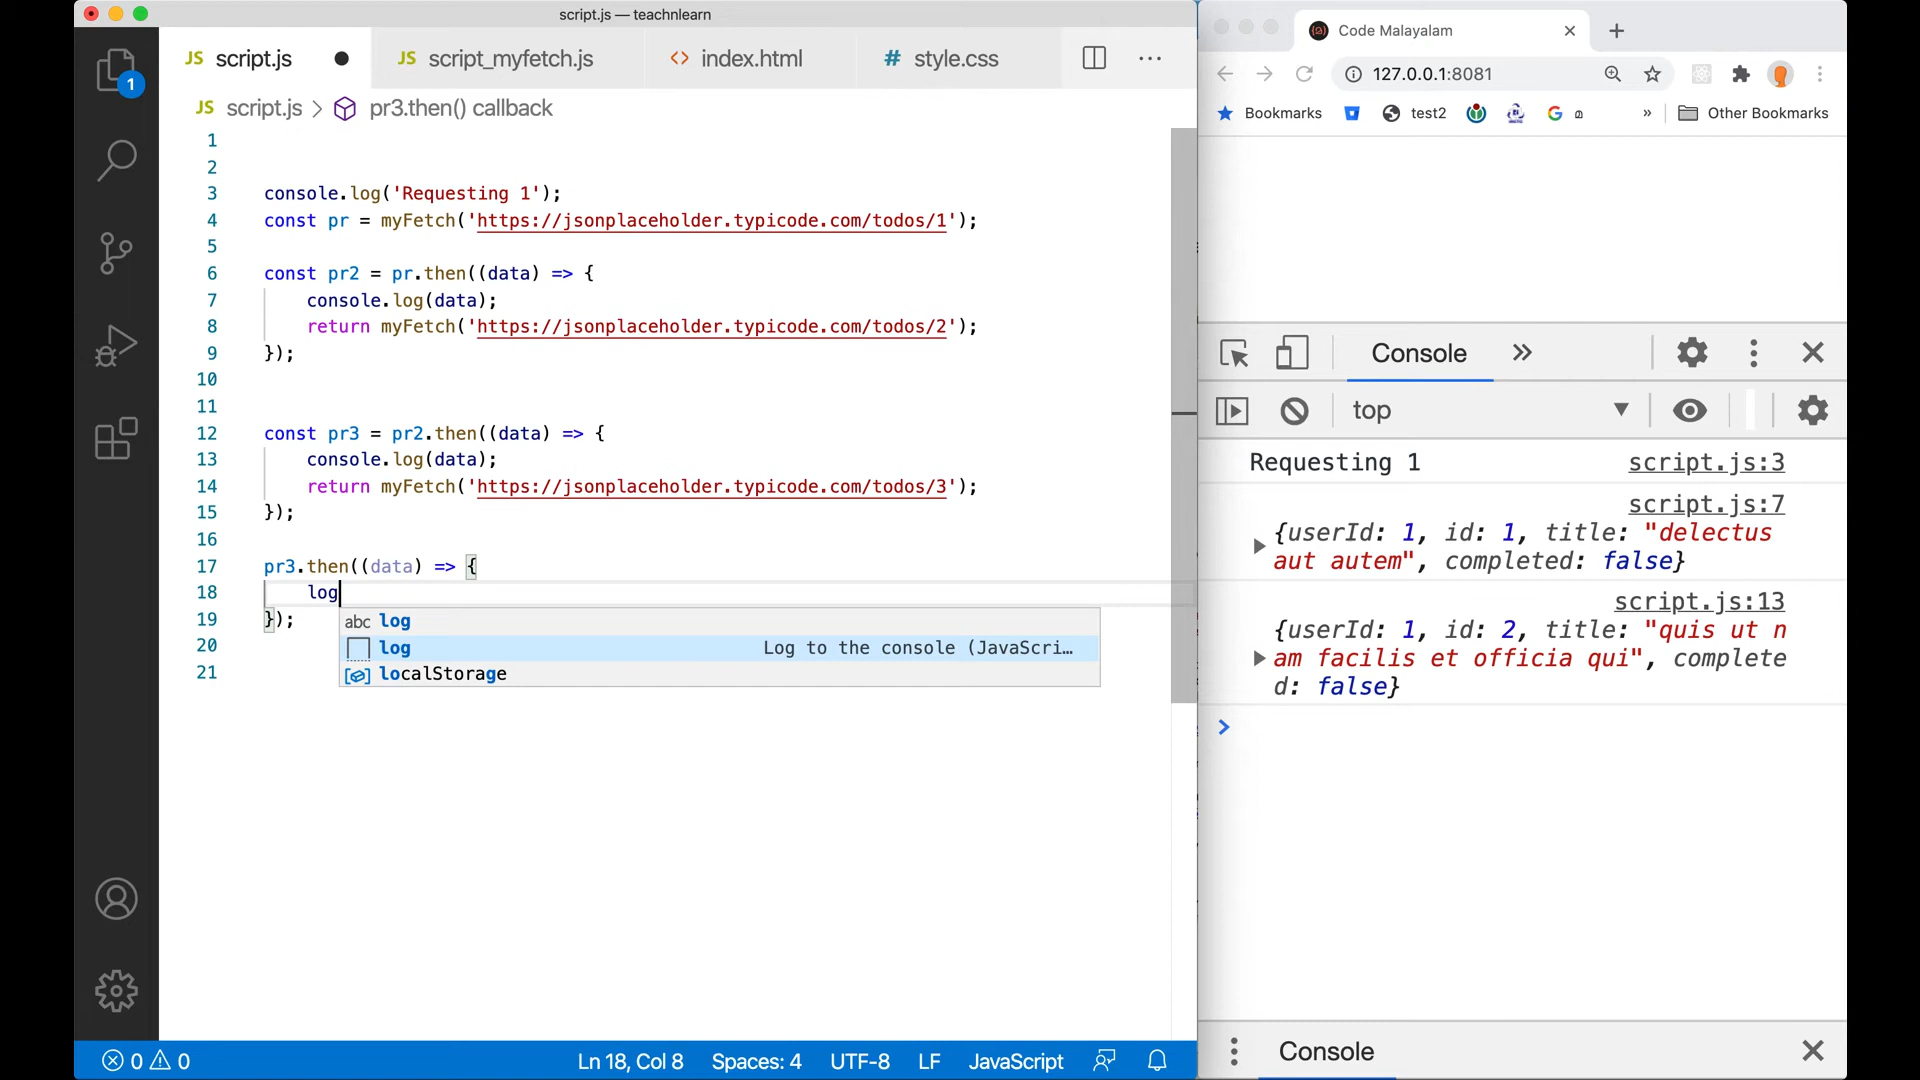 script.js — teachnlearn
JS script.js
JS script_myfetch.js
<> index.html
# style.css
JS script.js > pr3.then() callback
1
1
2
3 console.log('Requesting 1');
4 const pr = myFetch('https://jsonplaceholder.typicode.com/todos/1');
5
6 const pr2 = pr.then((data) => {
7 console.log(data);
8 return myFetch('https://jsonplaceholder.typicode.com/todos/2');
9 });
10
11
12 const pr3 = pr2.then((data) => {
13 console.log(data);
14 return myFetch('https://jsonplaceholder.typicode.com/todos/3');
15 });
16
17 pr3.then((data) => {
18 log
19 });
20
21
abc log
log Log to the console (JavaScri…
localStorage
0 0 Ln 18, Col 8 Spaces: 4 UTF-8 LF JavaScript
Code Malayalam
127.0.0.1:8081
Bookmarks test2 ത » Other Bookmarks
Console »
top
Requesting 1 script.js:3
script.js:7
{userId: 1, id: 1, title: "delectus
aut autem", completed: false}
script.js:13
{userId: 1, id: 2, title: "quis ut n
am facilis et officia qui", complete
d: false}
>
Console